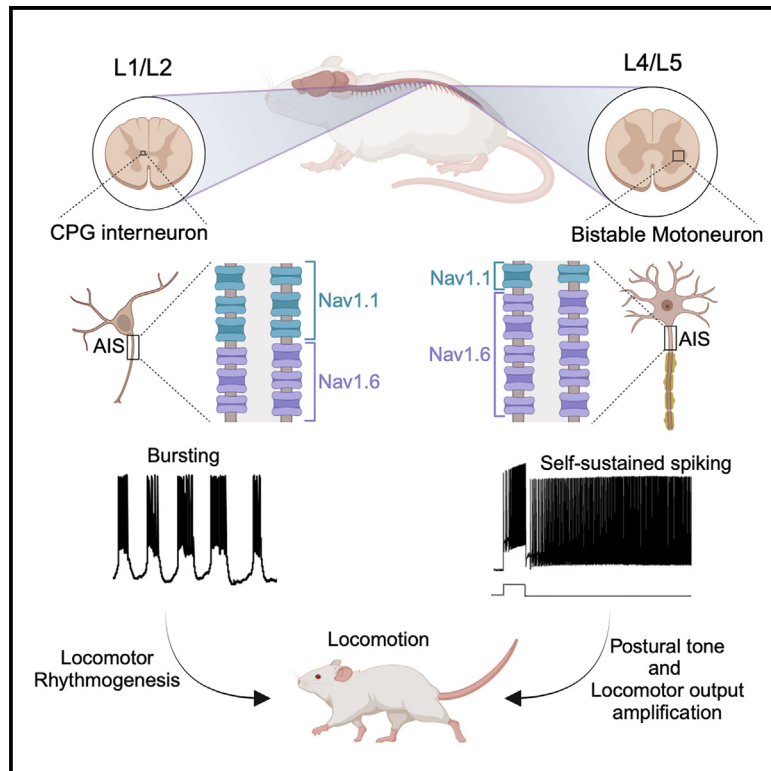 L1/L2
L4/L5
CPG interneuron
Bistable Motoneuron
Nav1.1
Nav1.6
AIS
Nav1.1
Nav1.6
AIS
Bursting
Self-sustained spiking
Locomotor
Rhythmogenesis
Locomotion
Postural tone
and
Locomotor output
amplification